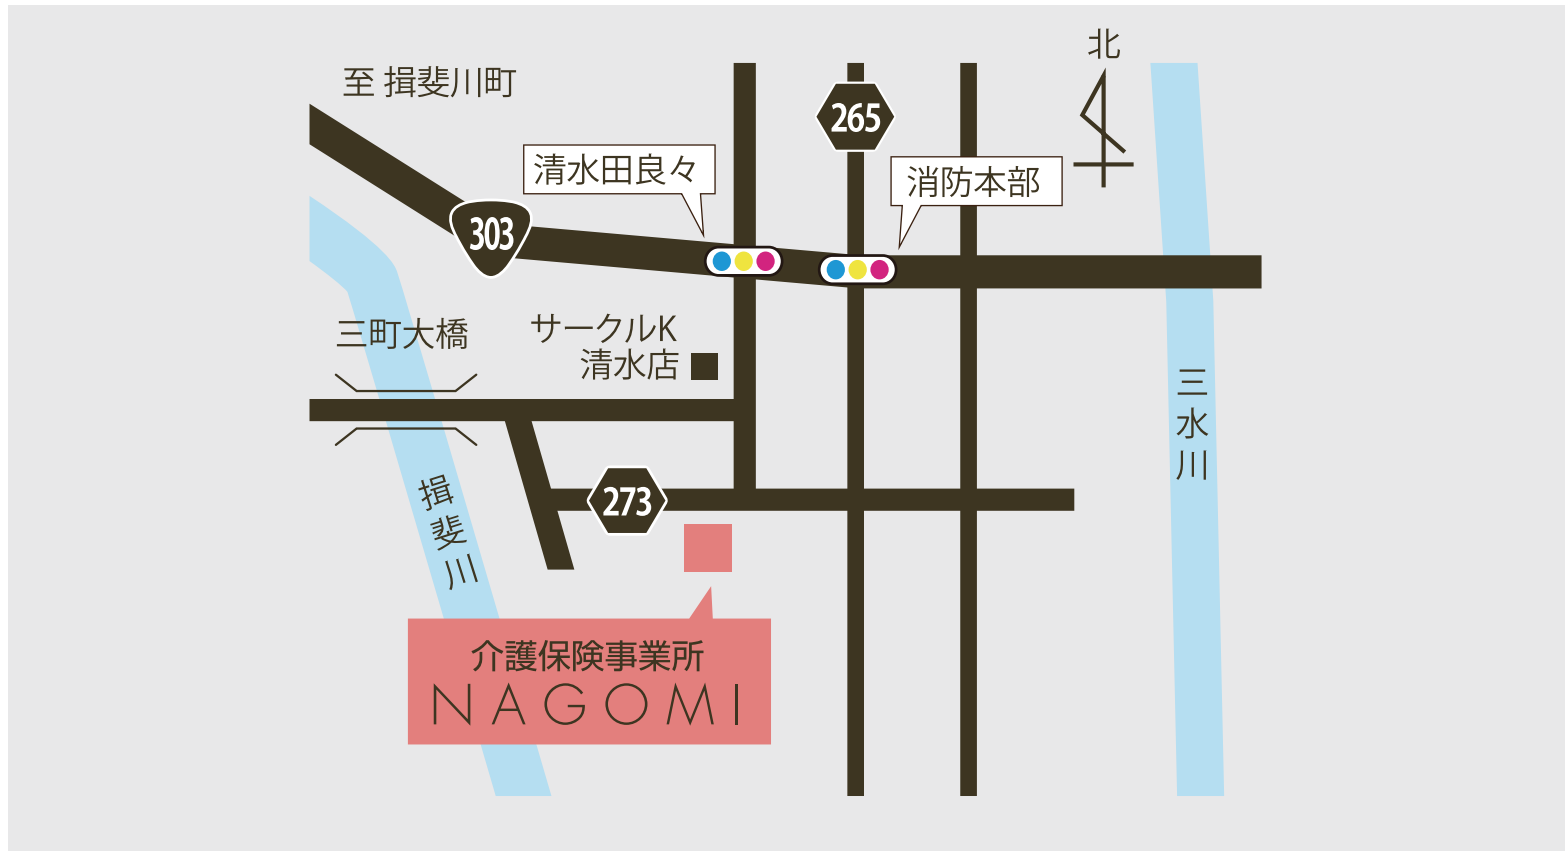 北
至 揖斐川町
265
清水田良々
消防本部
303
三町大橋
サークルK
清水店
三水川
揖斐川
273
介護保険事業所
NAGOMI